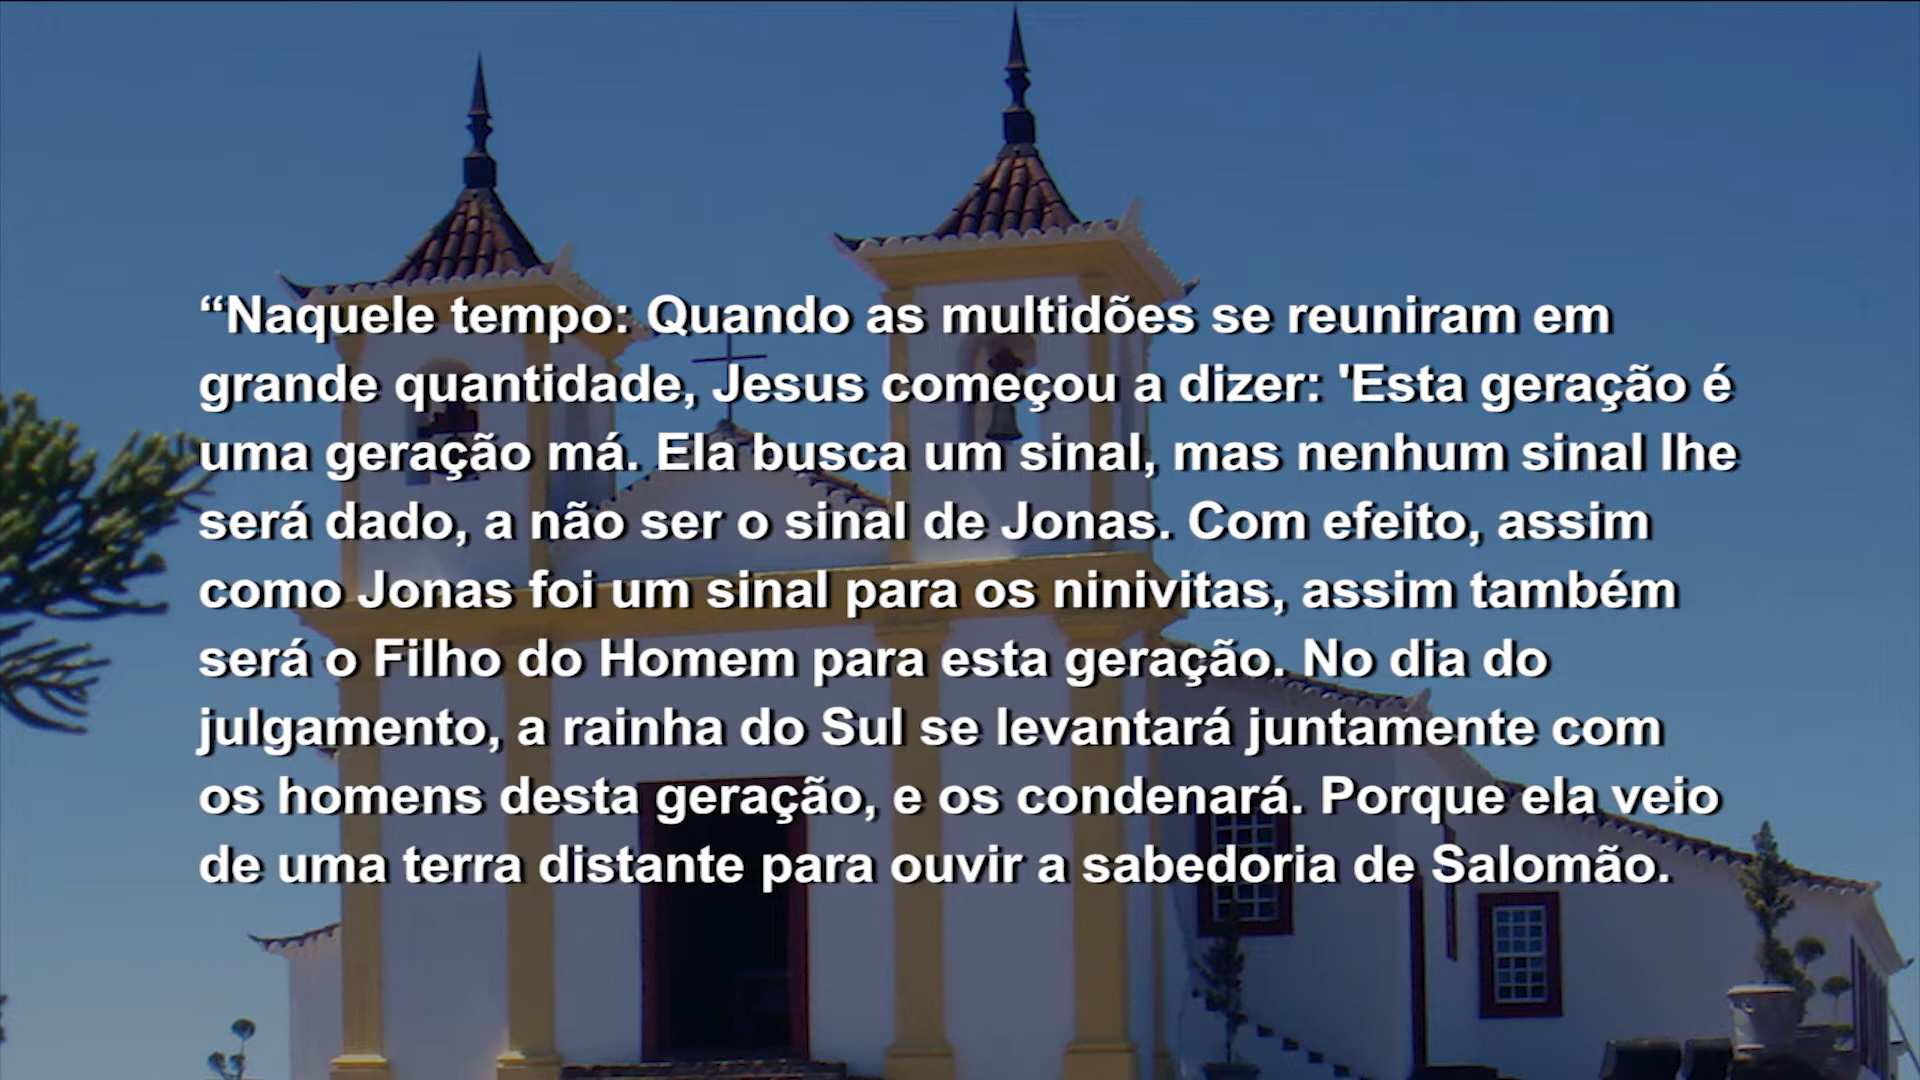 “Naquele tempo: Quando as multidões se reuniram em
grande quantidade, Jesus começou a dizer: 'Esta geração é
uma geração má. Ela busca um sinal, mas nenhum sinal lhe
será dado, a não ser o sinal de Jonas. Com efeito, assim
como Jonas foi um sinal para os ninivitas, assim também
será o Filho do Homem para esta geração. No dia do
julgamento, a rainha do Sul se levantará juntamente com
os homens desta geração, e os condenará. Porque ela veio
de uma terra distante para ouvir a sabedoria de Salomão.